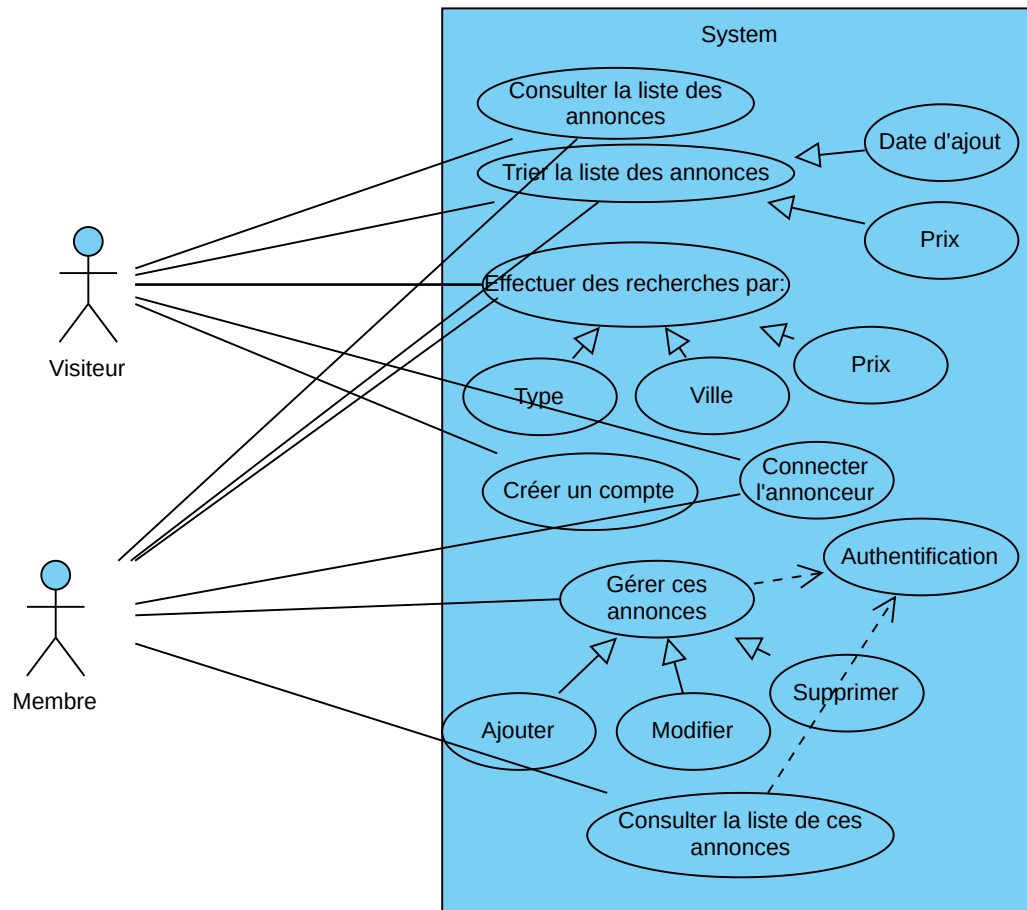 System
Consulter la liste des
annonces
Trier la liste des annonces
Date d'ajout
Prix
Effectuer des recherches par:
Type
Ville
Prix
Visiteur
Créer un compte
Connecter
l'annonceur
Authentification
Gérer ces
annonces
Ajouter
Modifier
Supprimer
Membre
Consulter la liste de ces
annonces